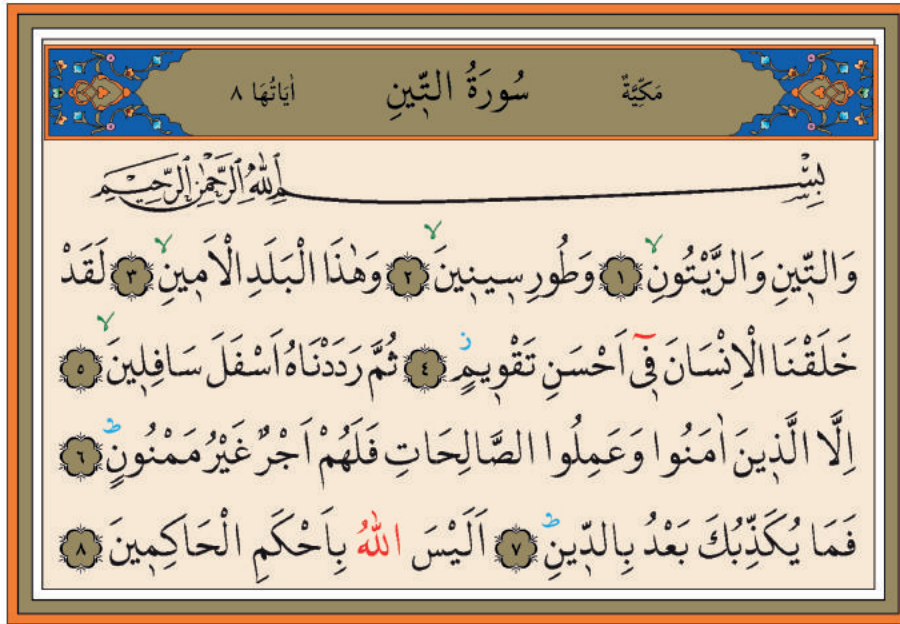 مَكِّيَّةٌ سُورَةُ التّ۪ينِ اٰيَاتُهَا ٨
بِسْمِ اللّٰهِ الرَّحْمٰنِ الرَّح۪يمِ
وَالتّ۪ينِ وَالزَّيْتُونِۙ ١ وَطُورِ س۪ين۪ينَۙ ٢ وَهٰذَا الْبَلَدِ الْاَم۪ينِۙ ٣ لَقَدْ
خَلَقْنَا الْاِنْسَانَ ف۪ٓي اَحْسَنِ تَقْو۪يمٍۘ ٤ ثُمَّ رَدَدْنَاهُ اَسْفَلَ سَافِل۪ينَۙ ٥
اِلَّا الَّذ۪ينَ اٰمَنُوا وَعَمِلُوا الصَّالِحَاتِ فَلَهُمْ اَجْرٌ غَيْرُ مَمْنُونٍۜ ٦
فَمَا يُكَذِّبُكَ بَعْدُ بِالدّ۪ينِۜ ٧ اَلَيْسَ اللّٰهُ بِاَحْكَمِ الْحَاكِم۪ينَ ٨